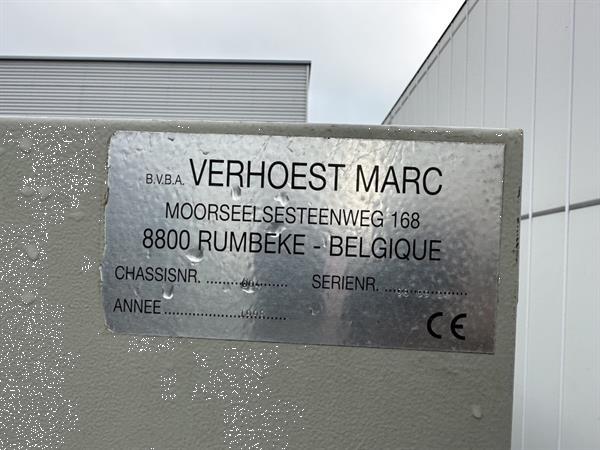 B.V.B.A. VERHOEST MARC
MOORSEELSESTEENWEG 168
8800 RUMBEKE - BELGIQUE
CHASSISNR. .................... SERIENR. ....................
ANNEE ..............................
CE